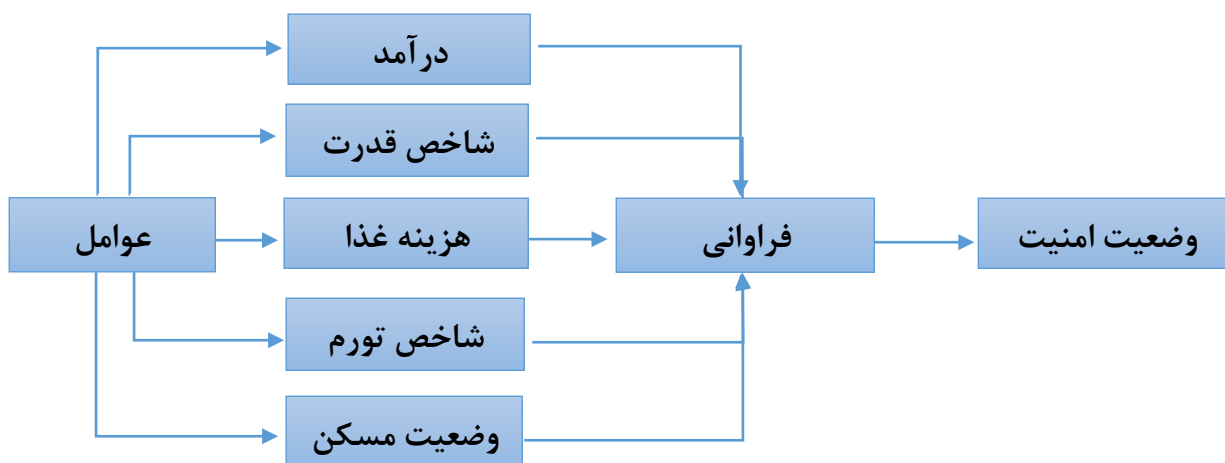 درآمد
شاخص قدرت
عوامل
هزینه غذا
فراوانی
وضعیت امنیت
شاخص تورم
وضعیت مسکن